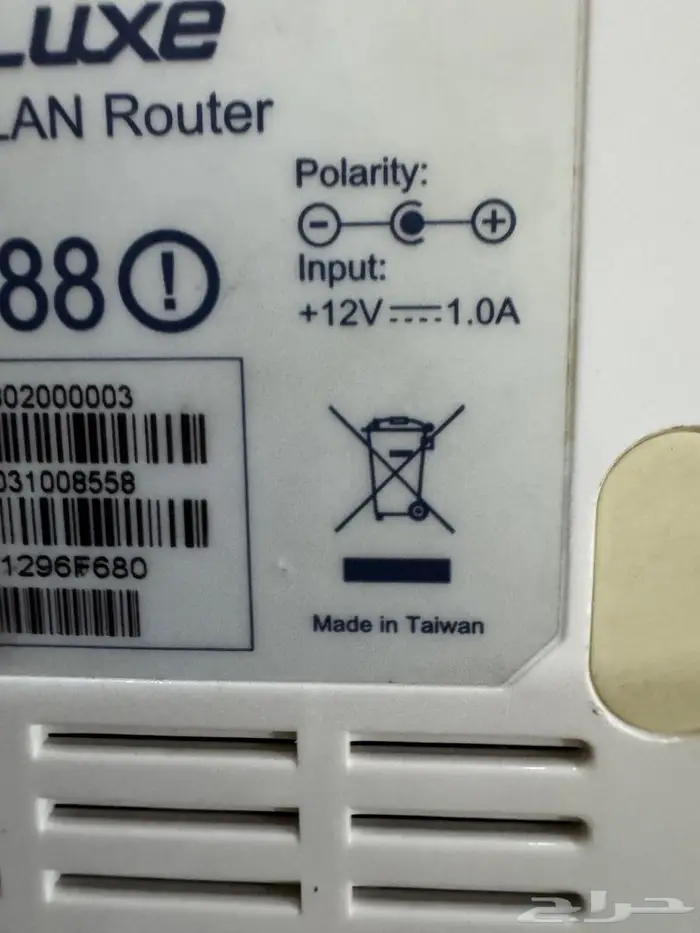 Luxe
LAN Router
Polarity:
Input:
+12V 1.0A
88
02000003
031008558
1296F680
Made in Taiwan
حراج